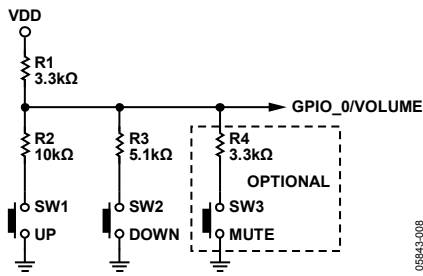 VDD
R1
3.3kΩ
GPIO_0/VOLUME
R2
10kΩ
R3
5.1kΩ
R4
3.3kΩ
OPTIONAL
SW1
SW2
SW3
UP
DOWN
MUTE
05843-008